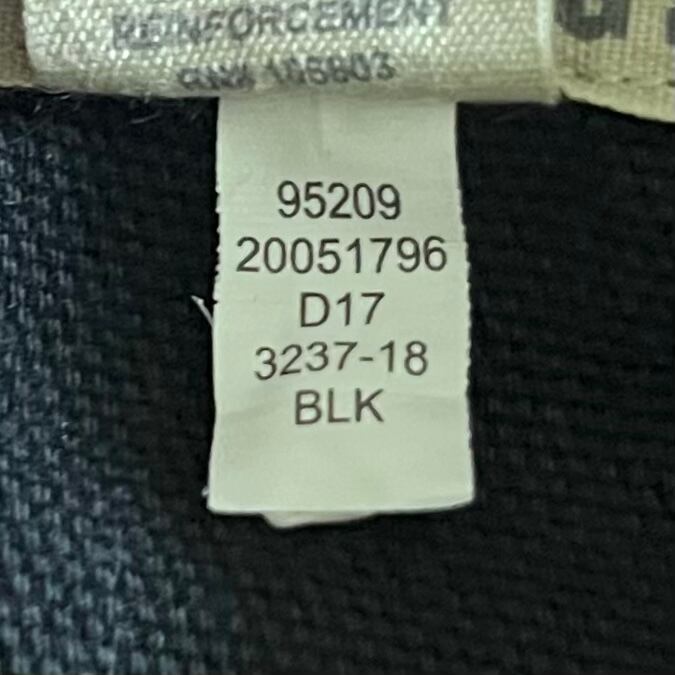 REINFORCEMENT
95209
20051796
D17
3237-18
BLK